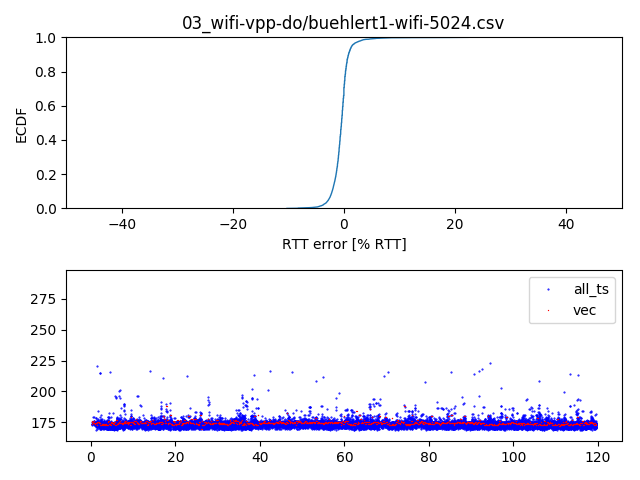 03_wifi-vpp-do/buehlert1-wifi-5024.csv
1.0
0.8
0.6
0.4
0.2
0.0
ECDF
−40 −20 0 20 40
RTT error [% RTT]
275
250
225
200
175
all_ts
vec
0 20 40 60 80 100 120